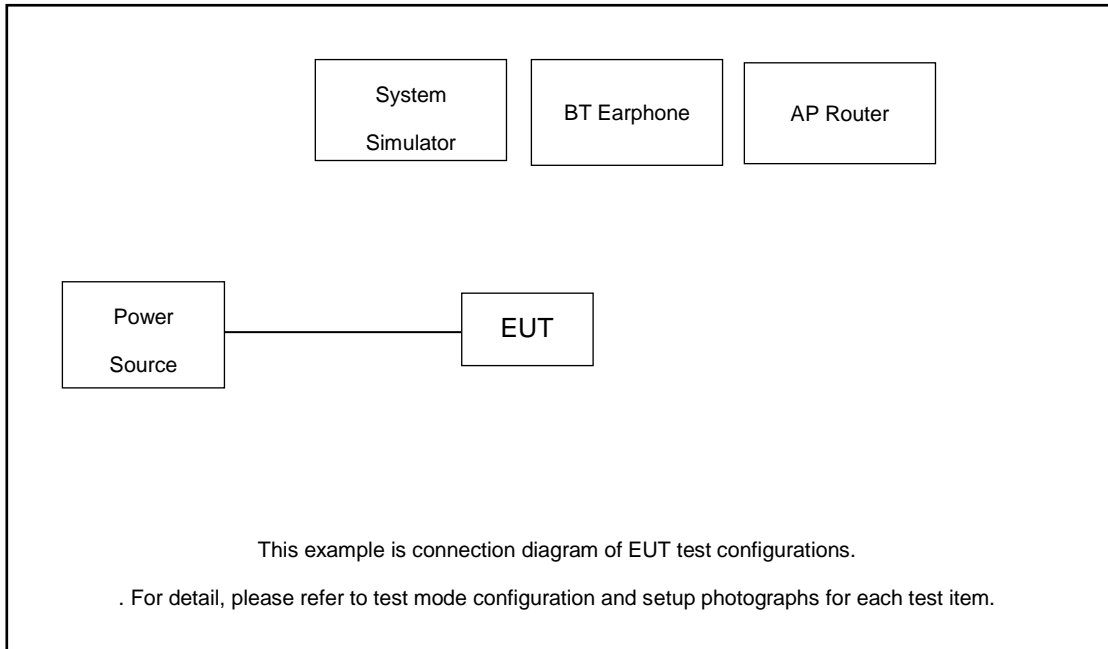 System
Simulator
BT Earphone
AP Router
Power
Source
EUT
This example is connection diagram of EUT test configurations.
. For detail, please refer to test mode configuration and setup photographs for each test item.